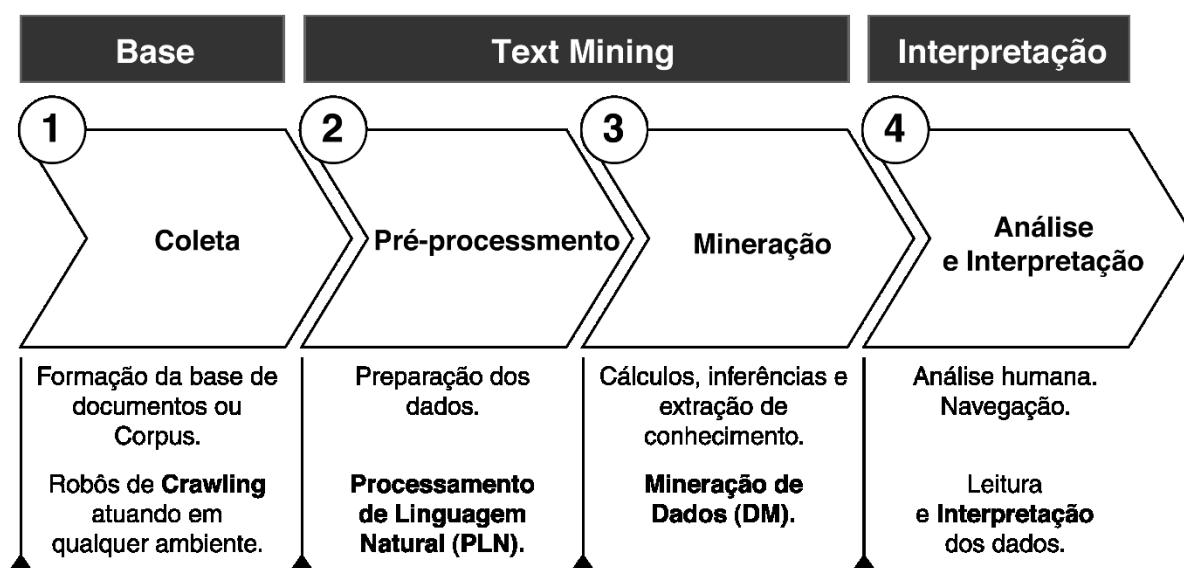 Base
Text Mining
Interpretação
1
2
3
4
Coleta
Pré-processmento
Mineração
Análise
e Interpretação
Formação da base de
documentos ou
Corpus.
Robôs de Crawling
atuando em
qualquer ambiente.
Preparação dos
dados.
Processamento
de Linguagem
Natural (PLN).
Cálculos, inferências e
extração de
conhecimento.
Mineração de
Dados (DM).
Análise humana.
Navegação.
Leitura
e Interpretação
dos dados.